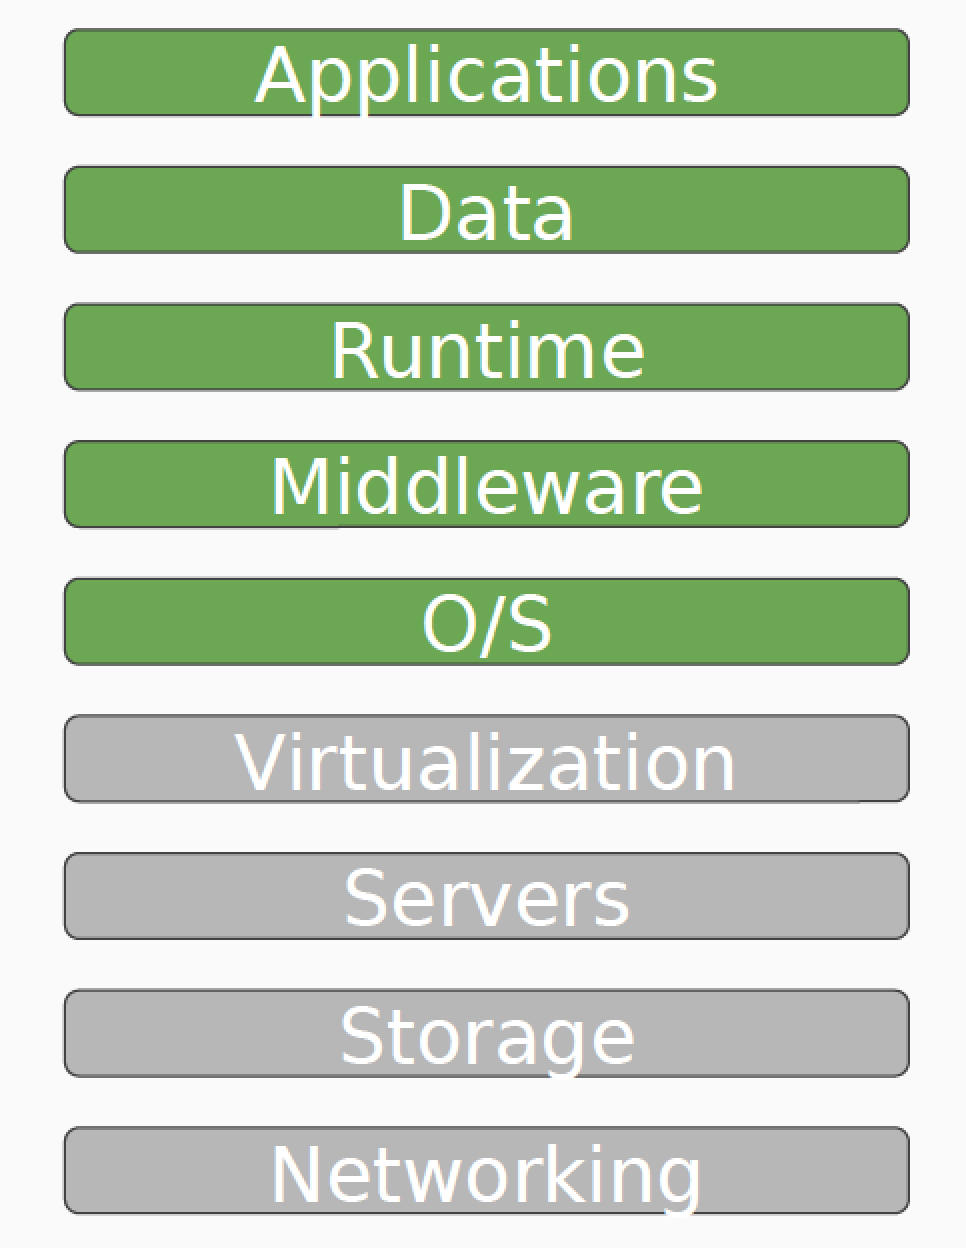 Applications
Data
Runtime
Middleware
O/S
Virtualization
Servers
Storage
Networking